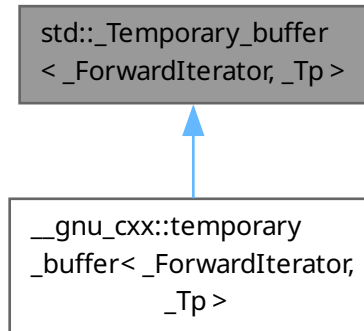 std::_Temporary_buffer
< _ForwardIterator, _Tp >
__gnu_cxx::temporary
_buffer< _ForwardIterator,
_Tp >